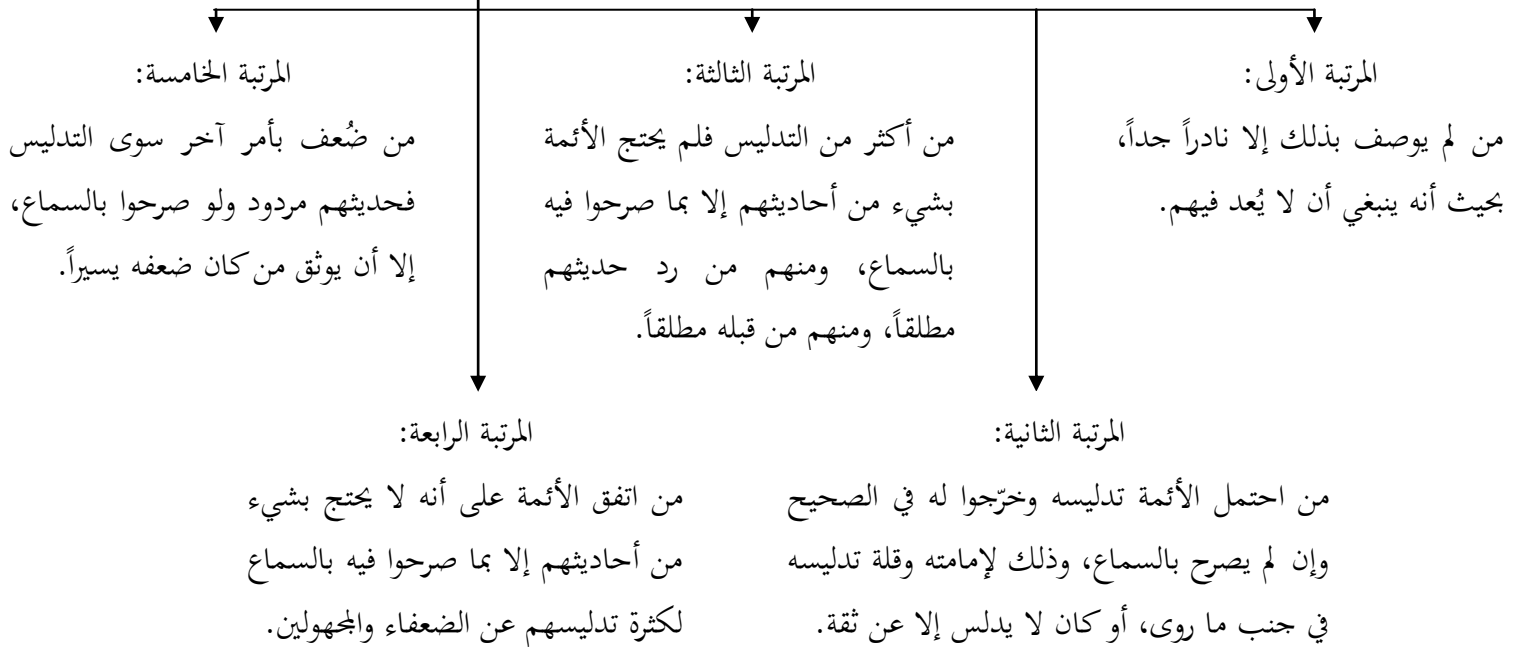 المرتبة الأولى:
من لم يوصف بذلك إلا نادراً جداً،
بحيث أنه ينبغي أن لا يُعد فيهم.
المرتبة الثالثة:
من أكثر من التدليس فلم يحتج الأئمة
بشيء من أحاديثهم إلا بما صرحوا فيه
بالسماع، ومنهم من رد حديثهم
مطلقاً، ومنهم من قبله مطلقاً.
المرتبة الخامسة:
من ضُعف بأمر آخر سوى التدليس
فحديثهم مردود ولو صرحوا بالسماع،
إلا أن يوثق من كان ضعفه يسيراً.
المرتبة الثانية:
من احتمل الأئمة تدليسه وخرّجوا له في الصحيح
وإن لم يصرح بالسماع، وذلك لإمامته وقلة تدليسه
في جنب ما روى، أو كان لا يدلس إلا عن ثقة.
المرتبة الرابعة:
من اتفق الأئمة على أنه لا يحتج بشيء
من أحاديثهم إلا بما صرحوا فيه بالسماع
لكثرة تدليسهم عن الضعفاء والمجهولين.